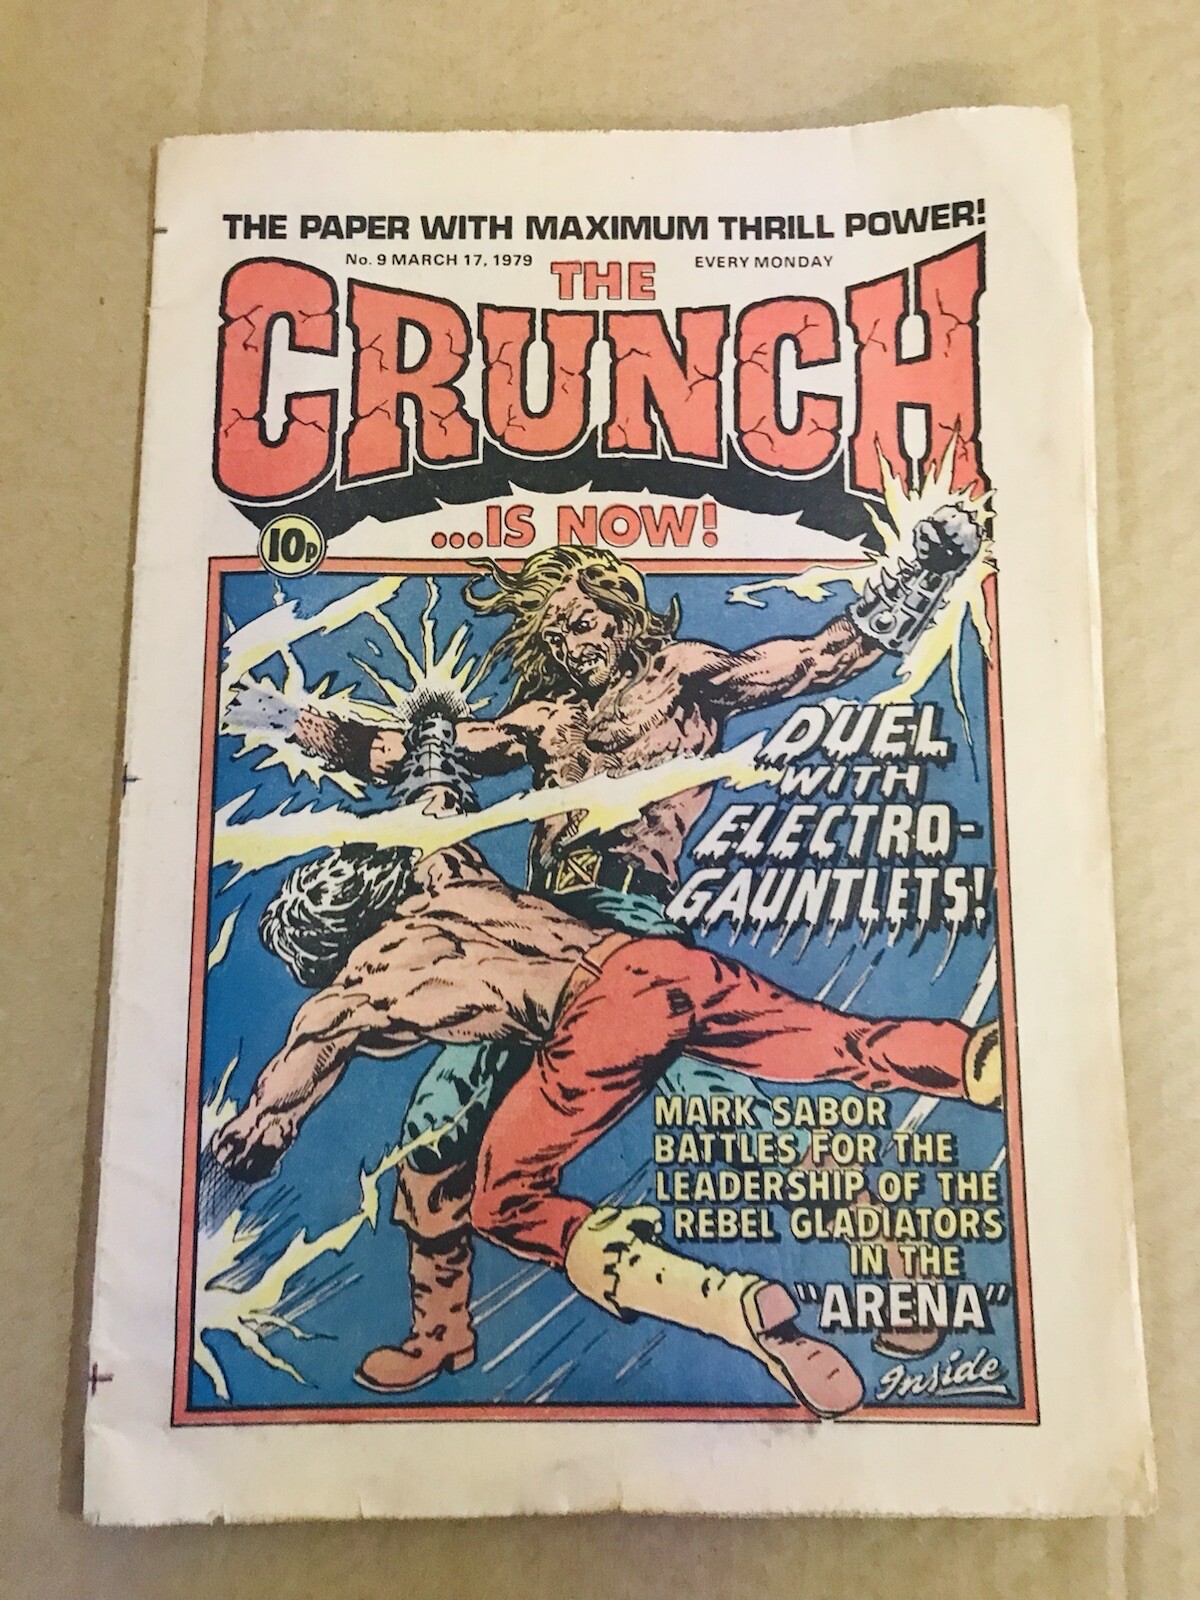 THE PAPER WITH MAXIMUM THRILL POWER!
No. 9 MARCH 17, 1979
EVERY MONDAY
THE
CRUNCH
...IS NOW!
10p
DUEL
WITH
ELECTRO-
GAUNTLETS!
MARK SABOR
BATTLES FOR THE
LEADERSHIP OF THE
REBEL GLADIATORS
IN THE
"ARENA"
Inside